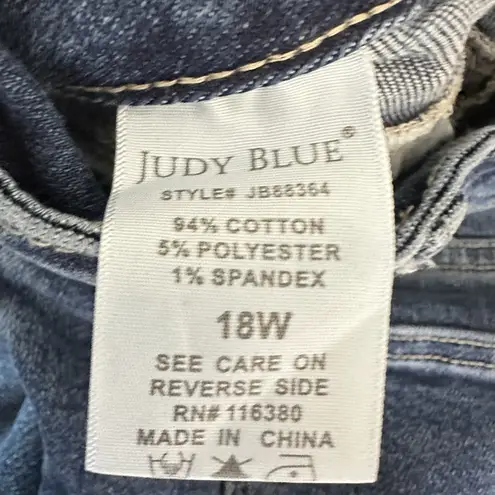 JUDY BLUE®
STYLE# JB88364
94% COTTON
5% POLYESTER
1% SPANDEX
18W
SEE CARE ON
REVERSE SIDE
RN# 116380
MADE IN CHINA